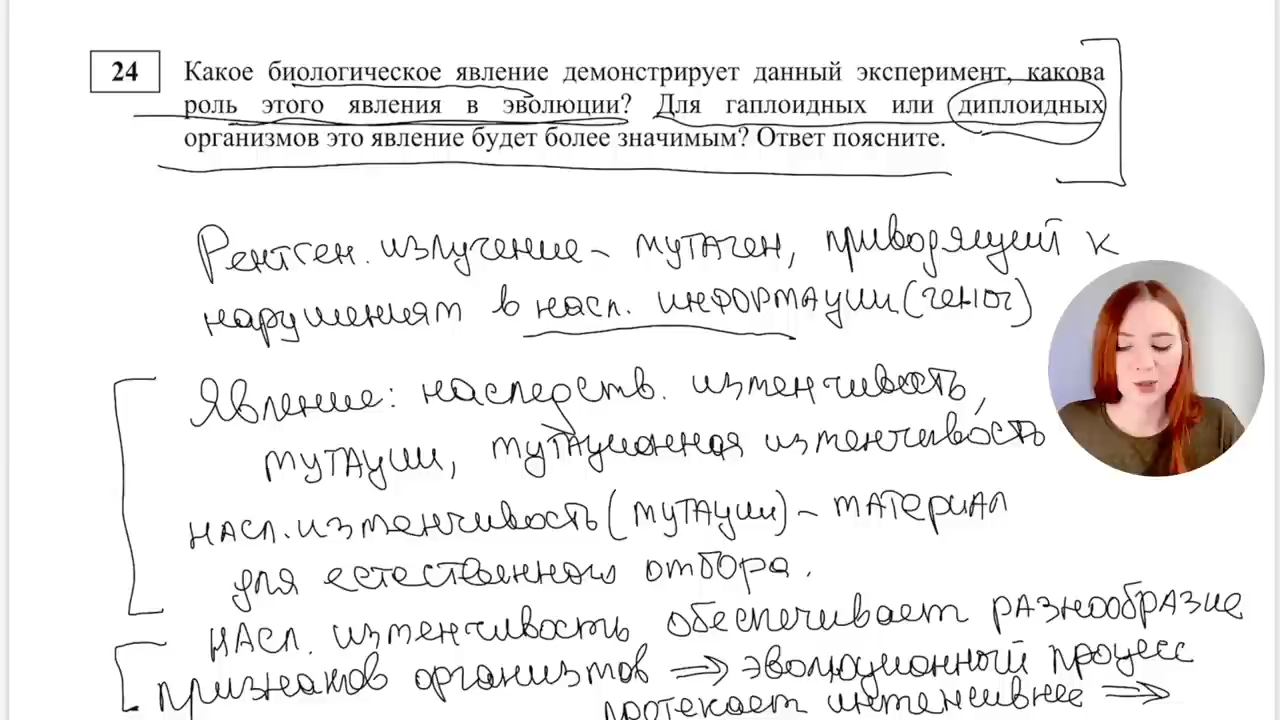 24
Какое биологическое явление демонстрирует данный эксперимент, какова
роль этого явления в эволюции? Для гаплоидных или диплоидных
организмов это явление будет более значимым? Ответ поясните.
Рентген. излучение - мутаген, приводящий к
нарушениям в насл. информации (гены)
Явление: наследств. изменчивость,
мутации, мутационная изменчивость
насл. изменчивость (мутации) - материал
для естественного отбора.
насл. изменчивость обеспечивает разнообразие
признаков организмов => эволюционный процесс
протекает интенсивнее =>